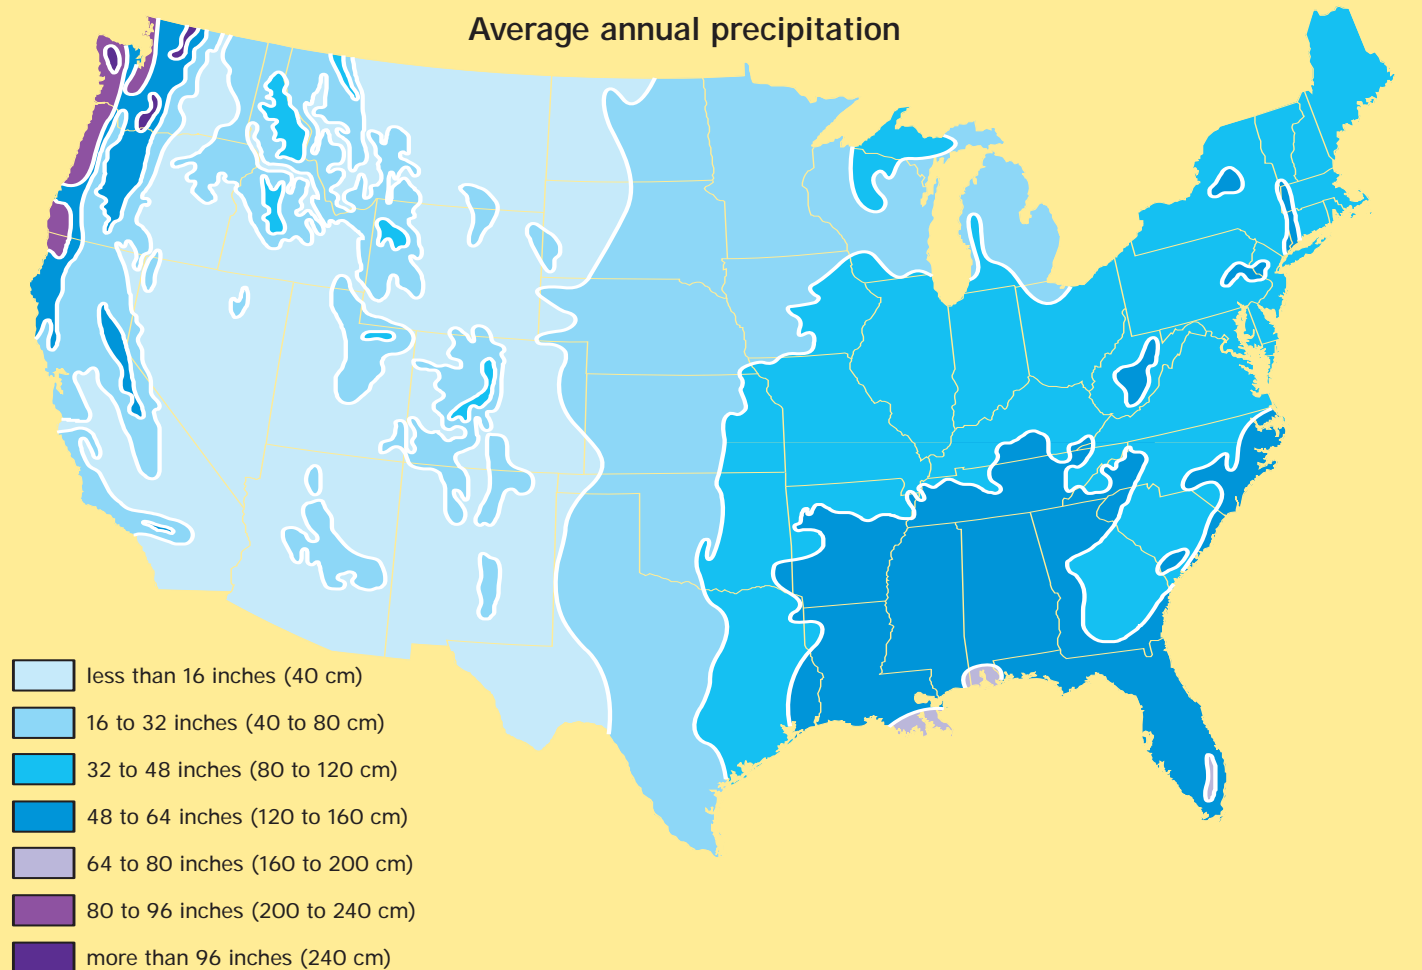 Average annual precipitation
less than 16 inches (40 cm)
16 to 32 inches (40 to 80 cm)
32 to 48 inches (80 to 120 cm)
48 to 64 inches (120 to 160 cm)
64 to 80 inches (160 to 200 cm)
80 to 96 inches (200 to 240 cm)
more than 96 inches (240 cm)